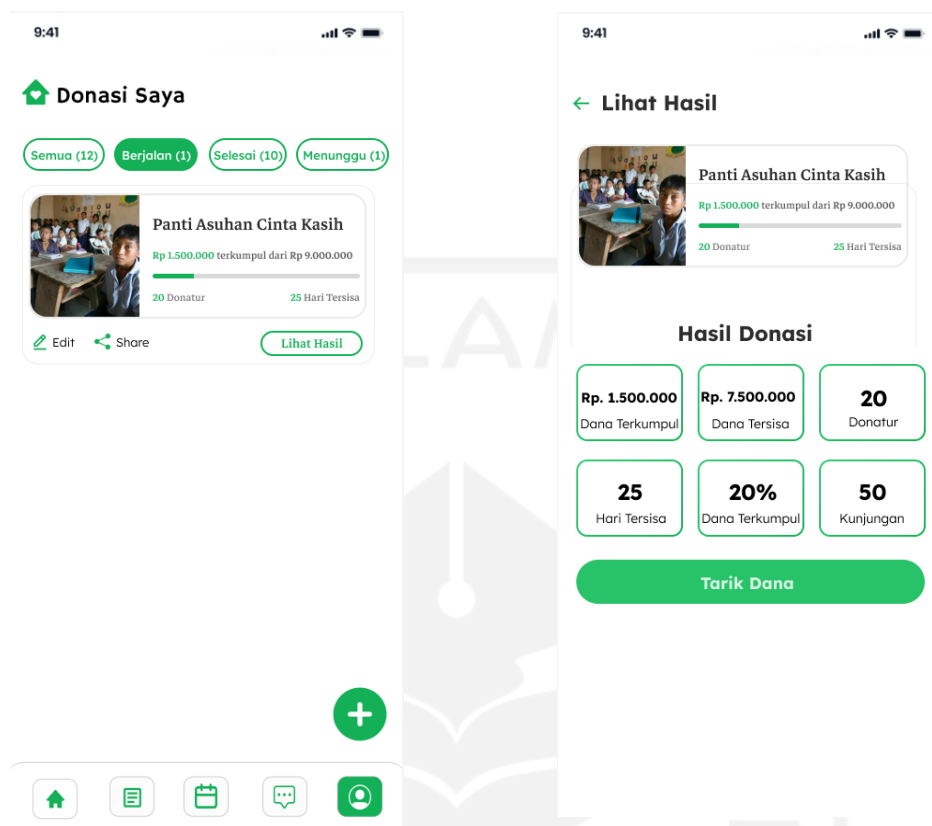 9:41
Donasi Saya
Semua (12) Berjalan (1) Selesai (10) Menunggu (1)
Panti Asuhan Cinta Kasih
Rp 1.500.000 terkumpul dari Rp 9.000.000
20 Donatur 25 Hari Tersisa
Edit Share Lihat Hasil
9:41
Lihat Hasil
Panti Asuhan Cinta Kasih
Rp 1.500.000 terkumpul dari Rp 9.000.000
20 Donatur 25 Hari Tersisa
Hasil Donasi
Rp. 1.500.000 Rp. 7.500.000 20
Dana Terkumpul Dana Tersisa Donatur
25 20% 50
Hari Tersisa Dana Terkumpul Kunjungan
Tarik Dana